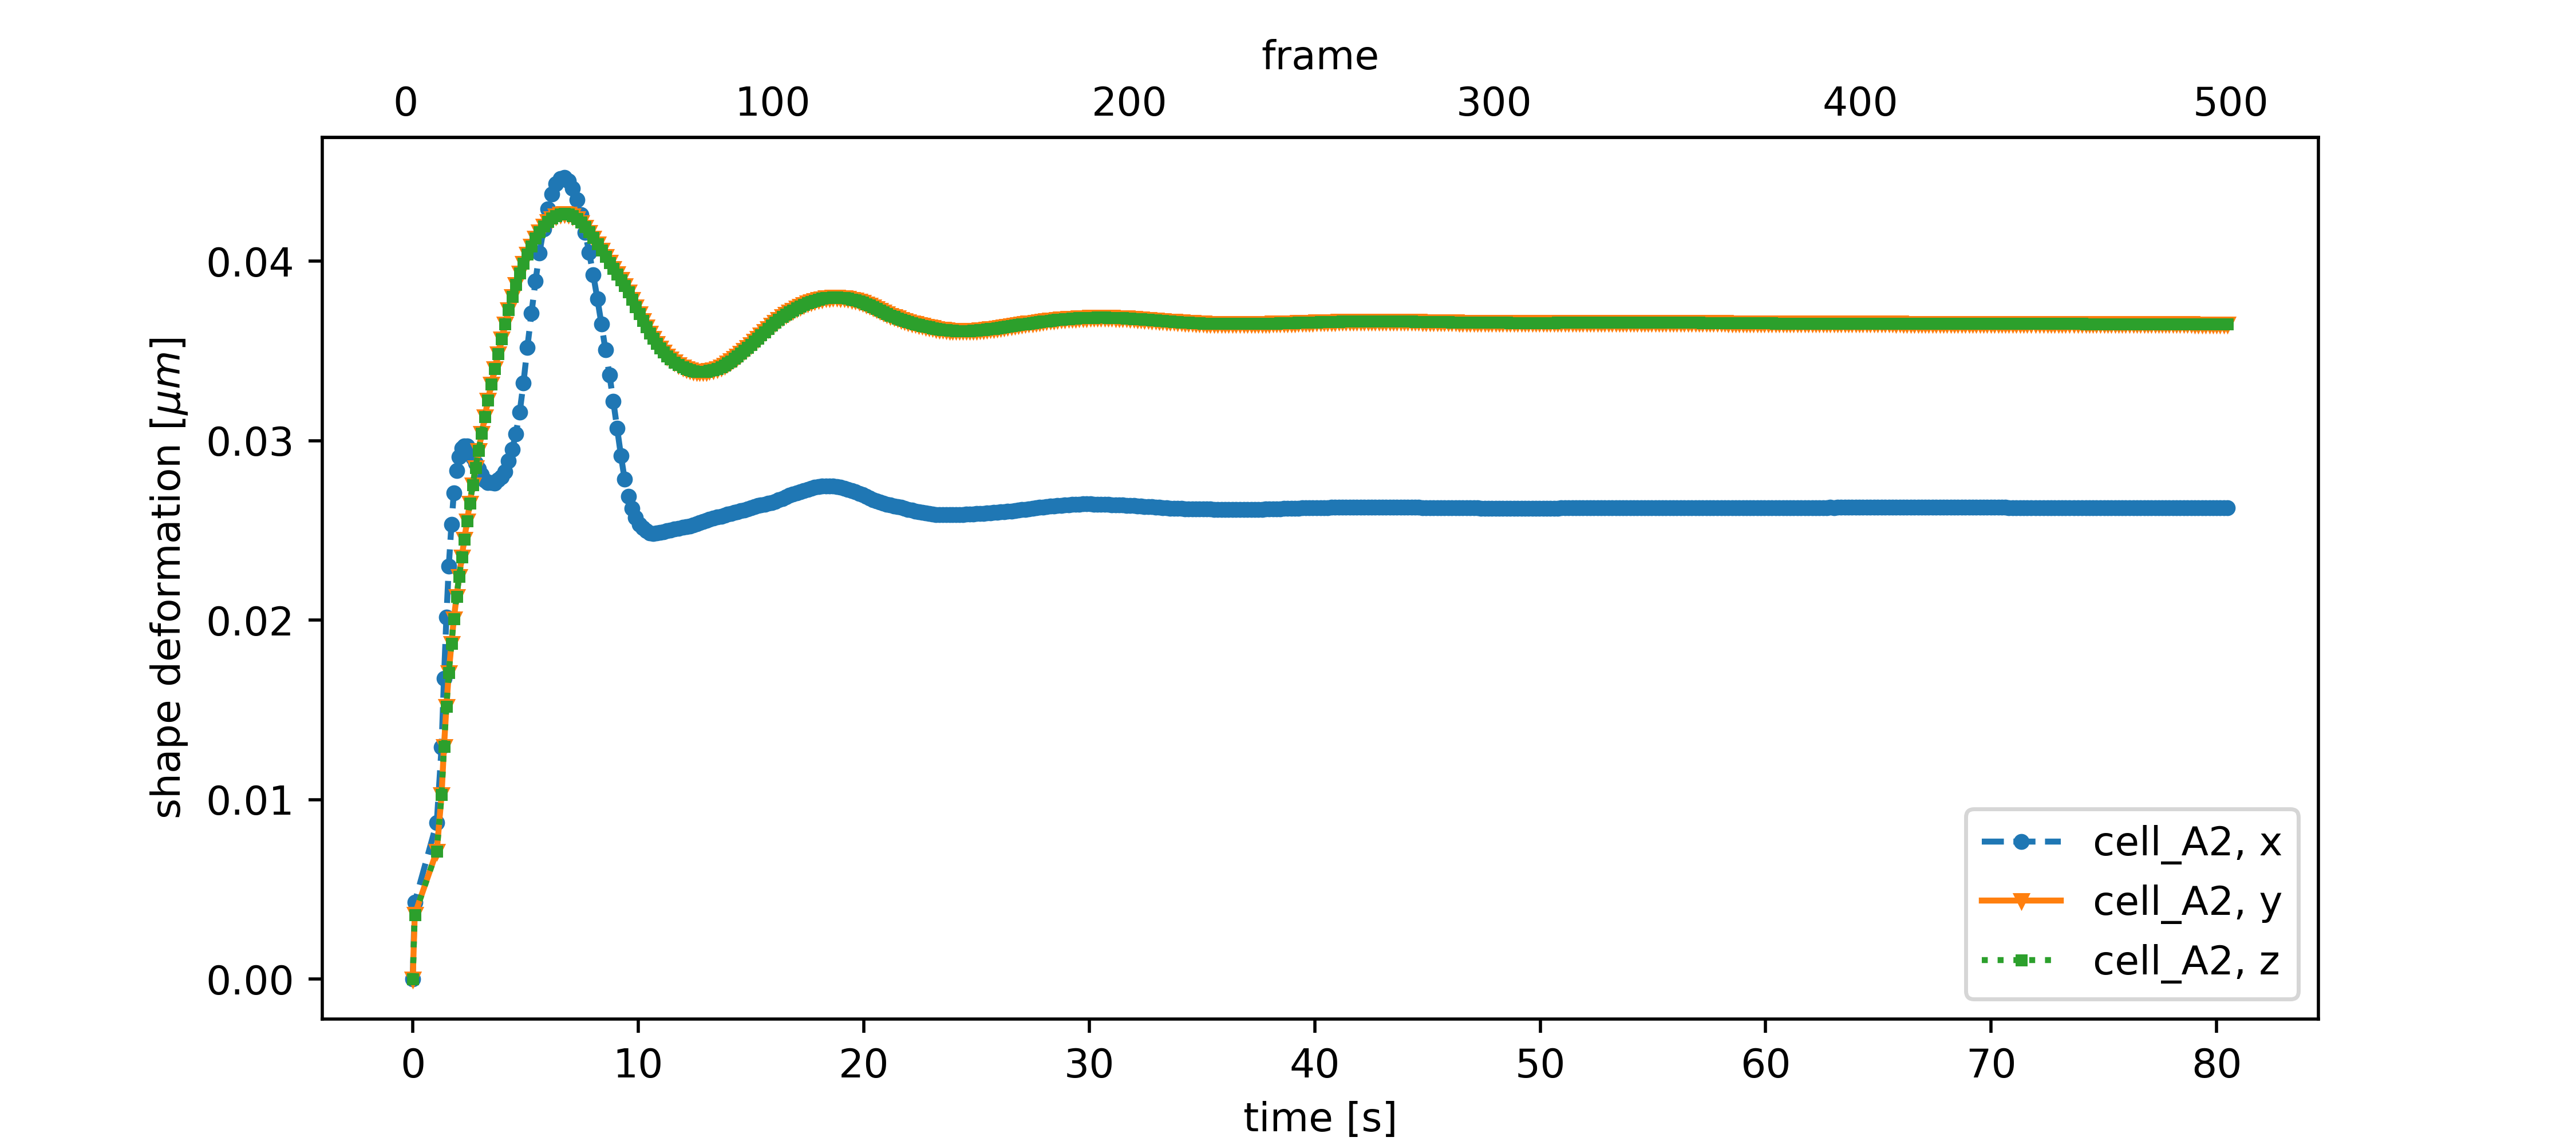 frame
0 100 200 300 400 500
shape deformation [μm]
0.04
0.03
0.02
0.01
0.00
cell_A2, x
cell_A2, y
cell_A2, z
0 10 20 30 40 50 60 70 80
time [s]